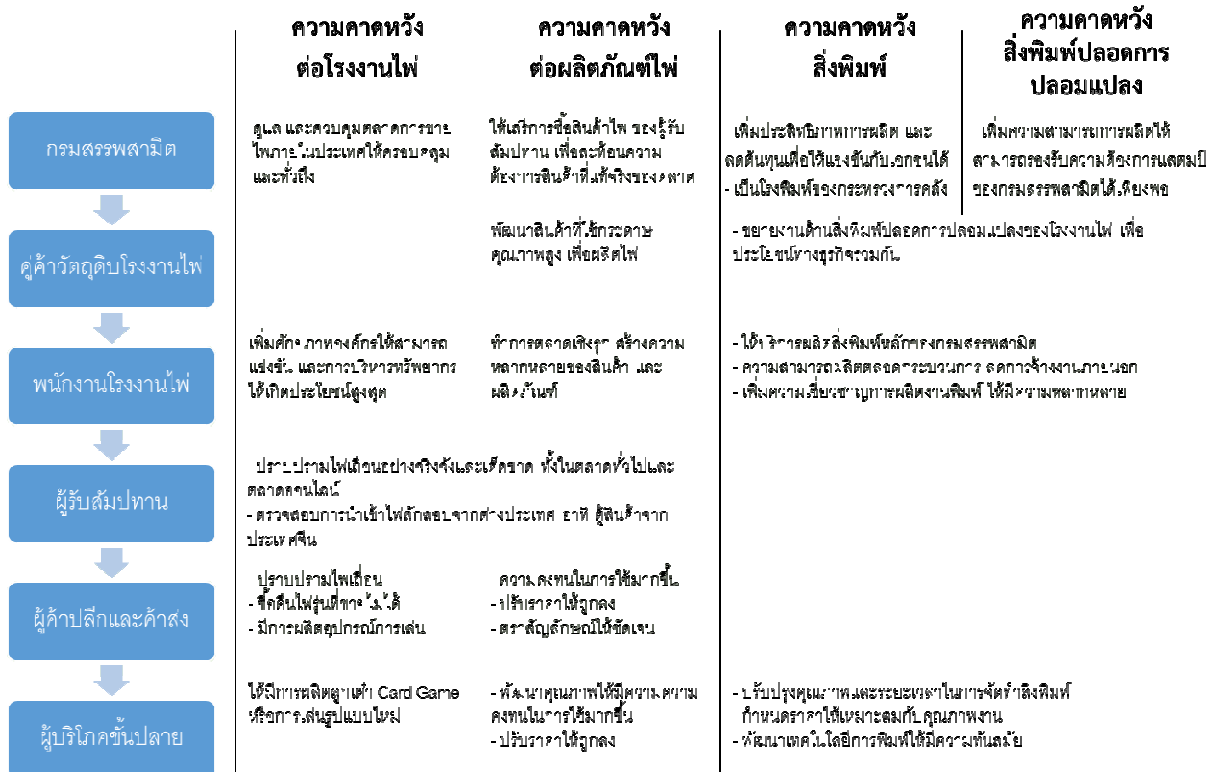 ความคาดหวัง
ต่อโรงงานไพ่
ความคาดหวัง
ต่อผลิตภัณฑ์ไพ่
ความคาดหวัง
สิ่งพิมพ์
ความคาดหวัง
สิ่งพิมพ์ปลอดการ
ปลอมแปลง
กรมสรรพสามิต
ดูแล และควบคุมตลาดการขาย
ไพ่ภายในประเทศให้ครอบคลุม
และทั่วถึง
ให้เสรีการซื้อสินค้าไพ่ ของผู้รับ
สัมปทาน เพื่อสะท้อนความ
ต้องการสินค้าที่แท้จริงของตลาด
เพิ่มประสิทธิภาพการผลิต และ
ลดต้นทุนเพื่อให้แข่งขันกับเอกชนได้
- เป็นโรงพิมพ์ของกระทรวงการคลัง
เพิ่มความสามารถการผลิตให้
สามารถรองรับความต้องการแสตมป์
ของกรมสรรพสามิตได้เพียงพอ
คู่ค้าวัตถุดิบโรงงานไพ่
พัฒนาสินค้าที่ใช้กระดาษ
คุณภาพสูง เพื่อผลิตไพ่
- ขยายงานด้านสิ่งพิมพ์ปลอดการปลอมแปลงของโรงงานไพ่ เพื่อ
ประโยชน์ทางธุรกิจร่วมกัน
พนักงานโรงงานไพ่
เพิ่มศักยภาพองค์กรให้สามารถ
แข่งขัน และการบริหารทรัพยากร
ให้เกิดประโยชน์สูงสุด
ทำการตลาดเชิงรุก สร้างความ
หลากหลายของสินค้า และ
ผลิตภัณฑ์
- ให้บริการผลิตสิ่งพิมพ์หลักของกรมสรรพสามิต
- ความสามารถผลิตตลอดกระบวนการ ลดการจ้างงานภายนอก
- เพิ่มความเชี่ยวชาญการผลิตงานพิมพ์ ให้มีความหลากหลาย
ผู้รับสัมปทาน
ปราบปรามไพ่เถื่อนอย่างจริงจังและเด็ดขาด ทั้งในตลาดทั่วไปและ
ตลาดออนไลน์
- ตรวจสอบการนำเข้าไพ่ลักลอบจากต่างประเทศ อาทิ ตู้สินค้าจาก
ประเทศจีน
ผู้ค้าปลีกและค้าส่ง
ปราบปรามไพ่เถื่อน
- ซื้อคืนไพ่รุ่นที่ขายไม่ได้
- มีการผลิตอุปกรณ์การเล่น
ความคงทนในการใช้มากขึ้น
- ปรับราคาให้ถูกลง
- ตราสัญลักษณ์ให้ชัดเจน
ผู้บริโภคขั้นปลาย
ให้มีการผลิตลูกเต๋า Card Game
หรือการเล่นรูปแบบใหม่
- พัฒนาคุณภาพให้มีความความ
คงทนในการใช้มากขึ้น
- ปรับราคาให้ถูกลง
- ปรับปรุงคุณภาพและระยะเวลาในการจัดทำสิ่งพิมพ์
กำหนดราคาให้เหมาะสมกับคุณภาพงาน
- พัฒนาเทคโนโลยีการพิมพ์ให้มีความทันสมัย